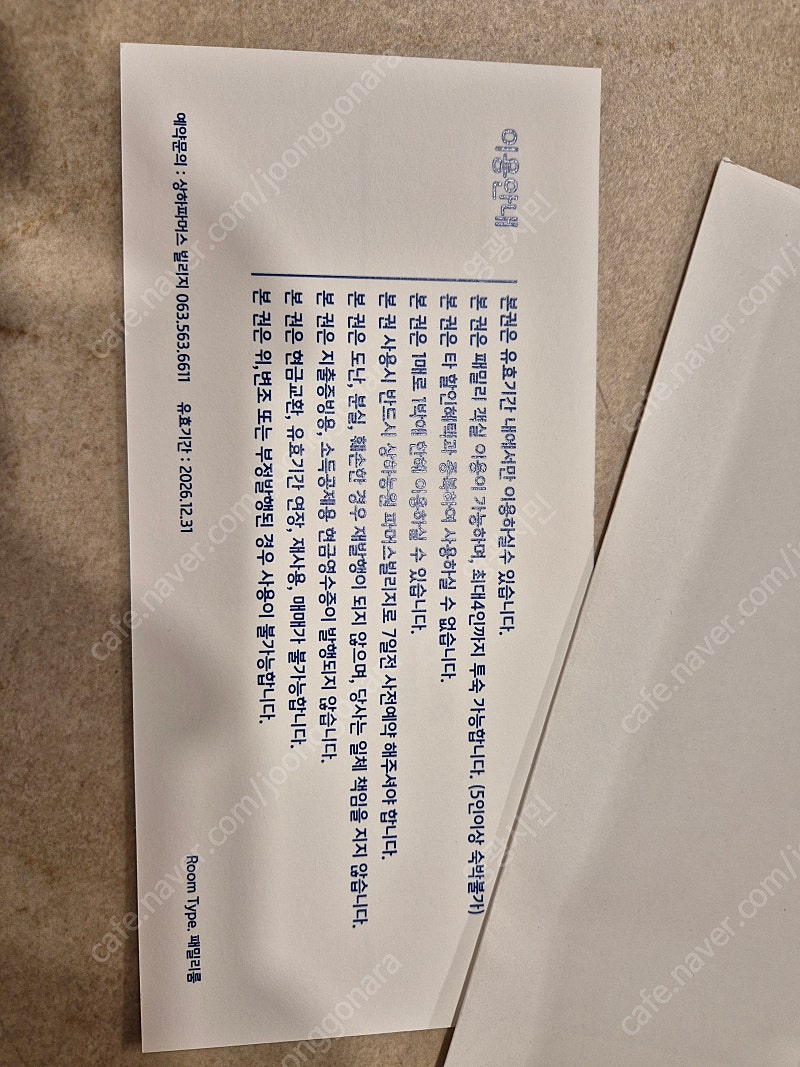 이용안내
본권은 유효기간 내에서만 이용하실수 있습니다.
본 권은 패밀리 객실 이용이 가능하며, 최대4인까지 투숙 가능합니다. (5인이상 숙박불가)
본 권은 타 할인혜택과 중복하여 사용하실 수 없습니다.
본 권은 1매로 1박에 한해 이용하실 수 있습니다.
본 권 사용시 반드시 상하농원 파머스빌리지로 7일전 사전예약 해주셔야 합니다.
본 권은 도난, 분실, 훼손한 경우 재발행이 되지 않으며, 당사는 일체 책임을 지지 않습니다.
본 권은 지출증빙용, 소득공제용 현금영수증이 발행되지 않습니다.
본 권은 현금교환, 유효기간 연장, 재사용, 매매가 불가능합니다.
본 권은 위,변조 또는 부정발행된 경우 사용이 불가능합니다.
예약문의 : 상하파머스 빌리지 063.563.6611 유효기간 : 2026.12.31
Room Type. 패밀리룸
cafe.naver.com/joonggonara